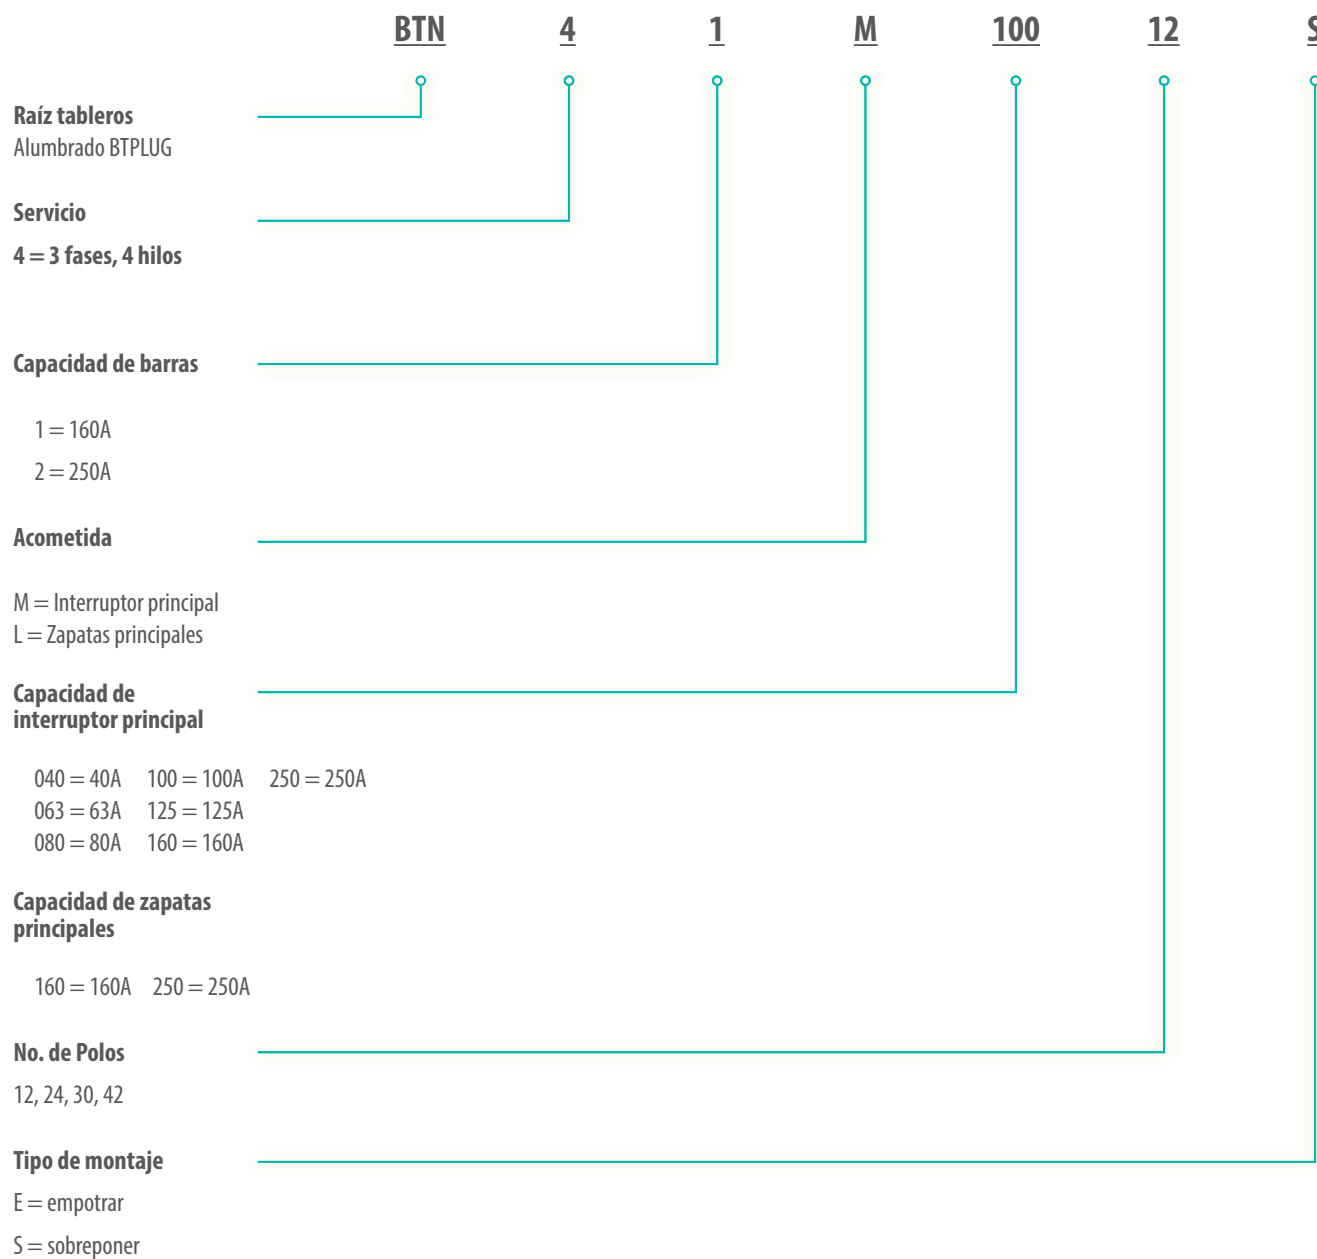 BTN 4 1 M 100 12 S
Raíz tableros
Alumbrado BTPLUG
Servicio
4 = 3 fases, 4 hilos
Capacidad de barras
1 = 160A
2 = 250A
Acometida
M = Interruptor principal
L = Zapatas principales
Capacidad de
interruptor principal
040 = 40A 100 = 100A 250 = 250A
063 = 63A 125 = 125A
080 = 80A 160 = 160A
Capacidad de zapatas
principales
160 = 160A 250 = 250A
No. de Polos
12, 24, 30, 42
Tipo de montaje
E = empotrar
S = sobreponer